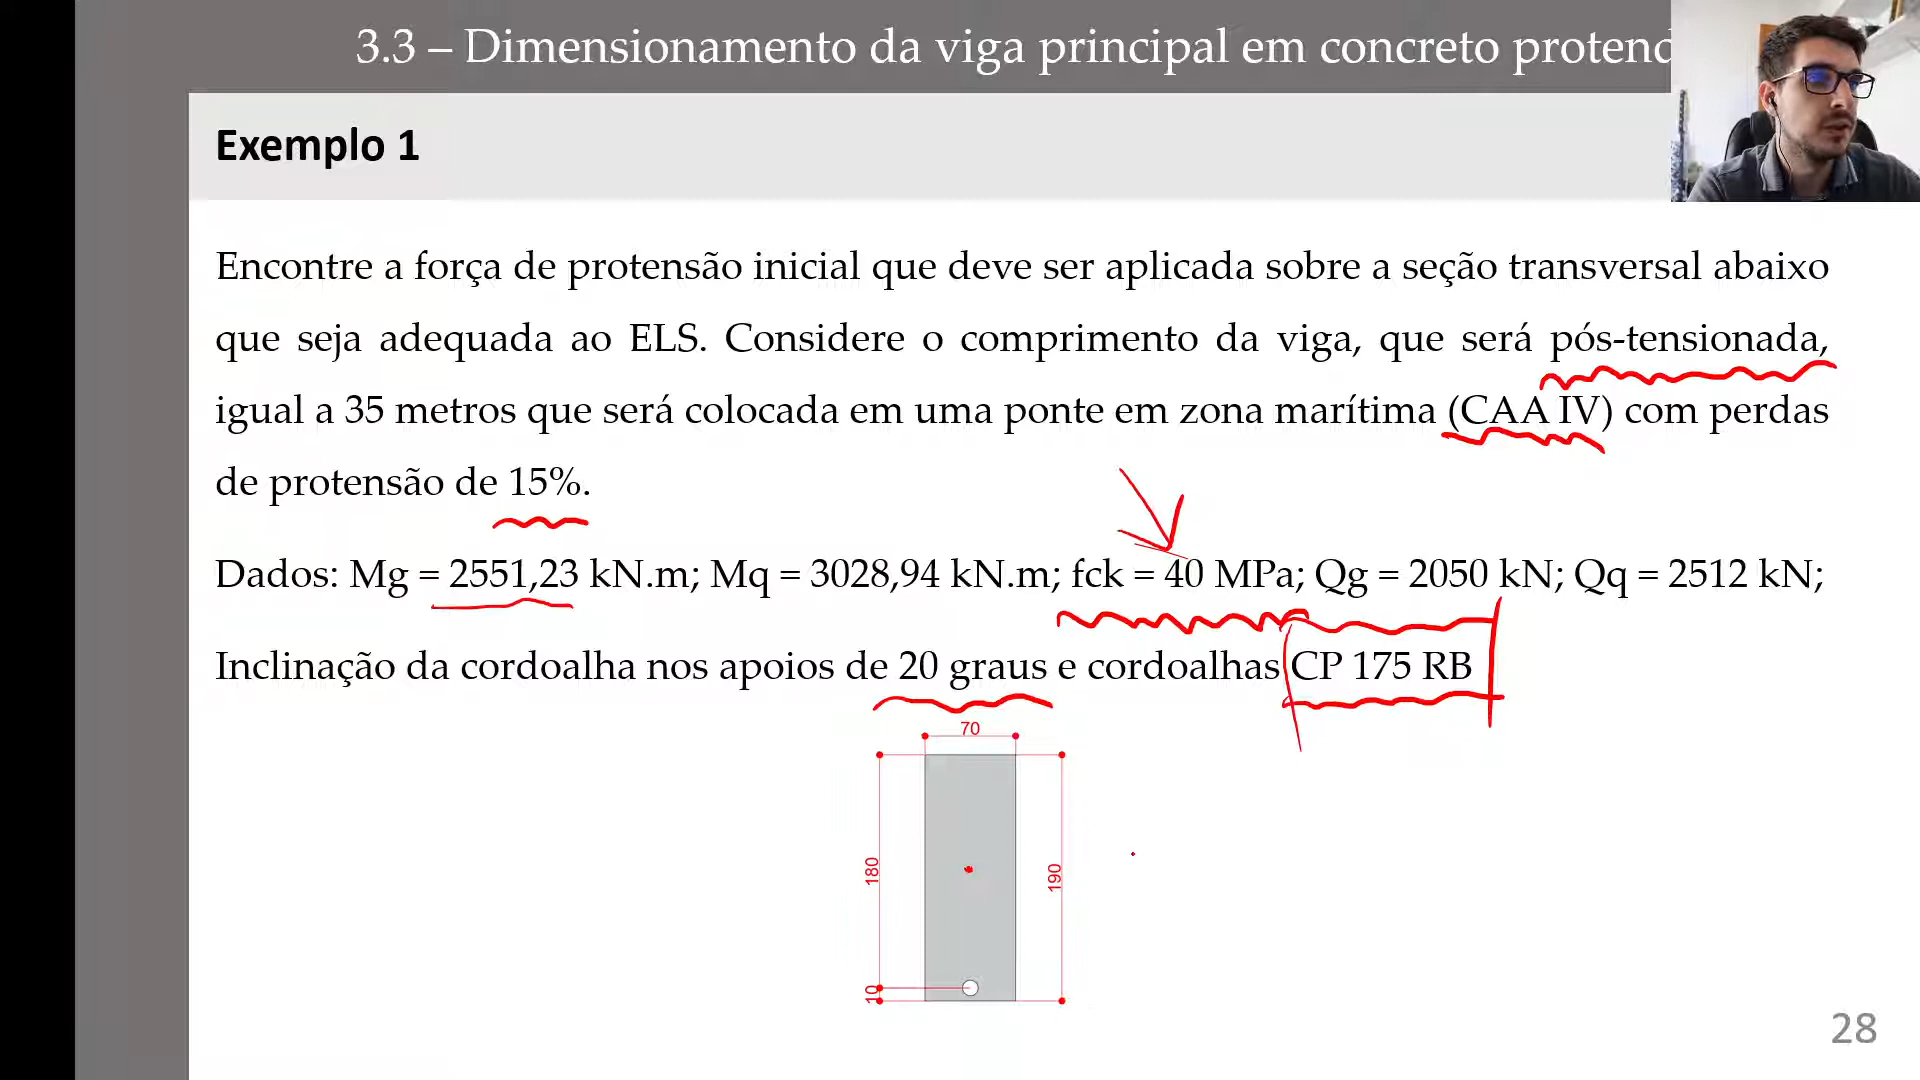 3.3 – Dimensionamento da viga principal em concreto protend
Exemplo 1
Encontre a força de protensão inicial que deve ser aplicada sobre a seção transversal abaixo
que seja adequada ao ELS. Considere o comprimento da viga, que será pós-tensionada,
igual a 35 metros que será colocada em uma ponte em zona marítima (CAA IV) com perdas
de protensão de 15%.
Dados: Mg = 2551,23 kN.m; Mq = 3028,94 kN.m; fck = 40 MPa; Qg = 2050 kN; Qq = 2512 kN;
Inclinação da cordoalha nos apoios de 20 graus e cordoalhas CP 175 RB
70
180
190
10
28